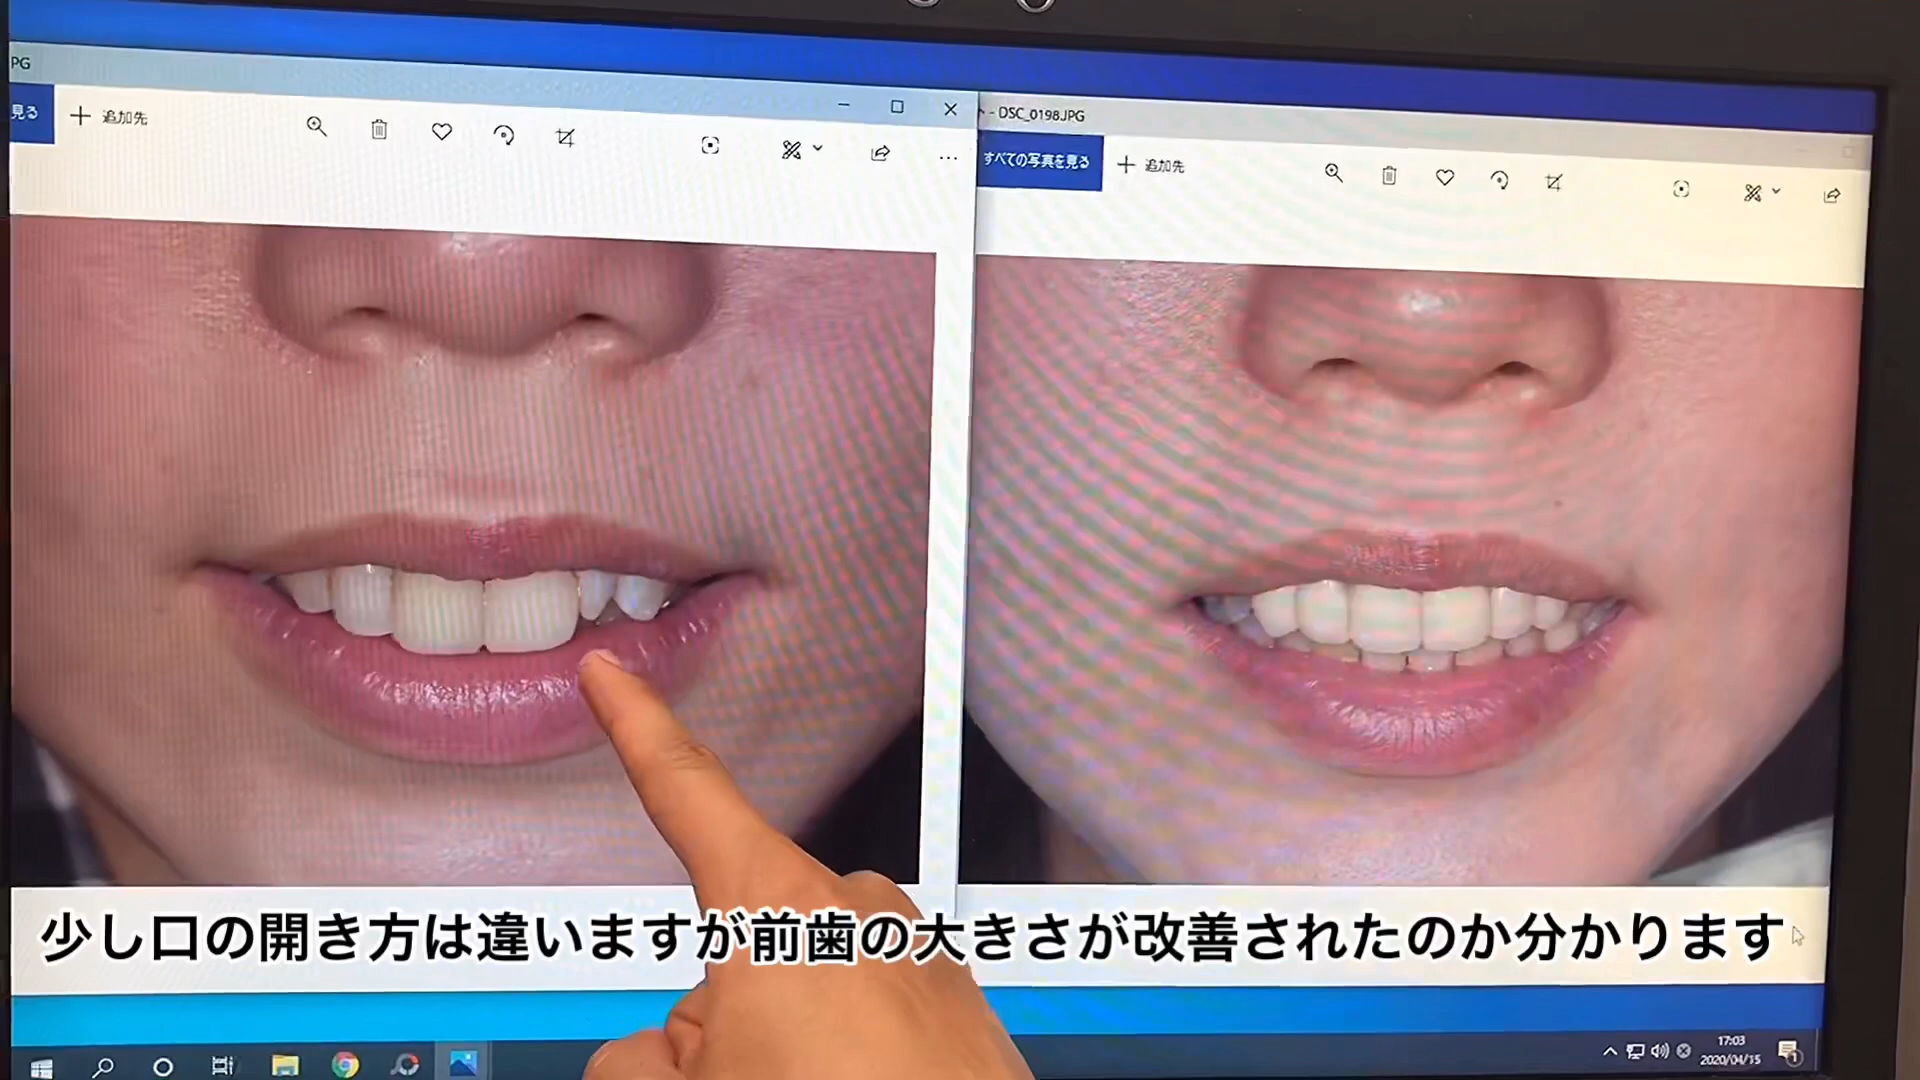 PG
見る
追加先
- DSC_0198.JPG
すべての写真を見る
追加先
少し口の開き方は違いますが前歯の大きさが改善されたのか分かります
17:03
2020/04/15
1